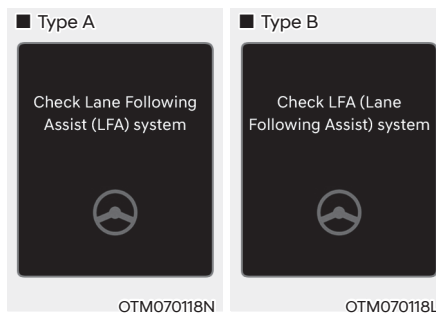 ■ Type A
Check Lane Following
Assist (LFA) system
OTM070118N
■ Type B
Check LFA (Lane
Following Assist) system
OTM070118L